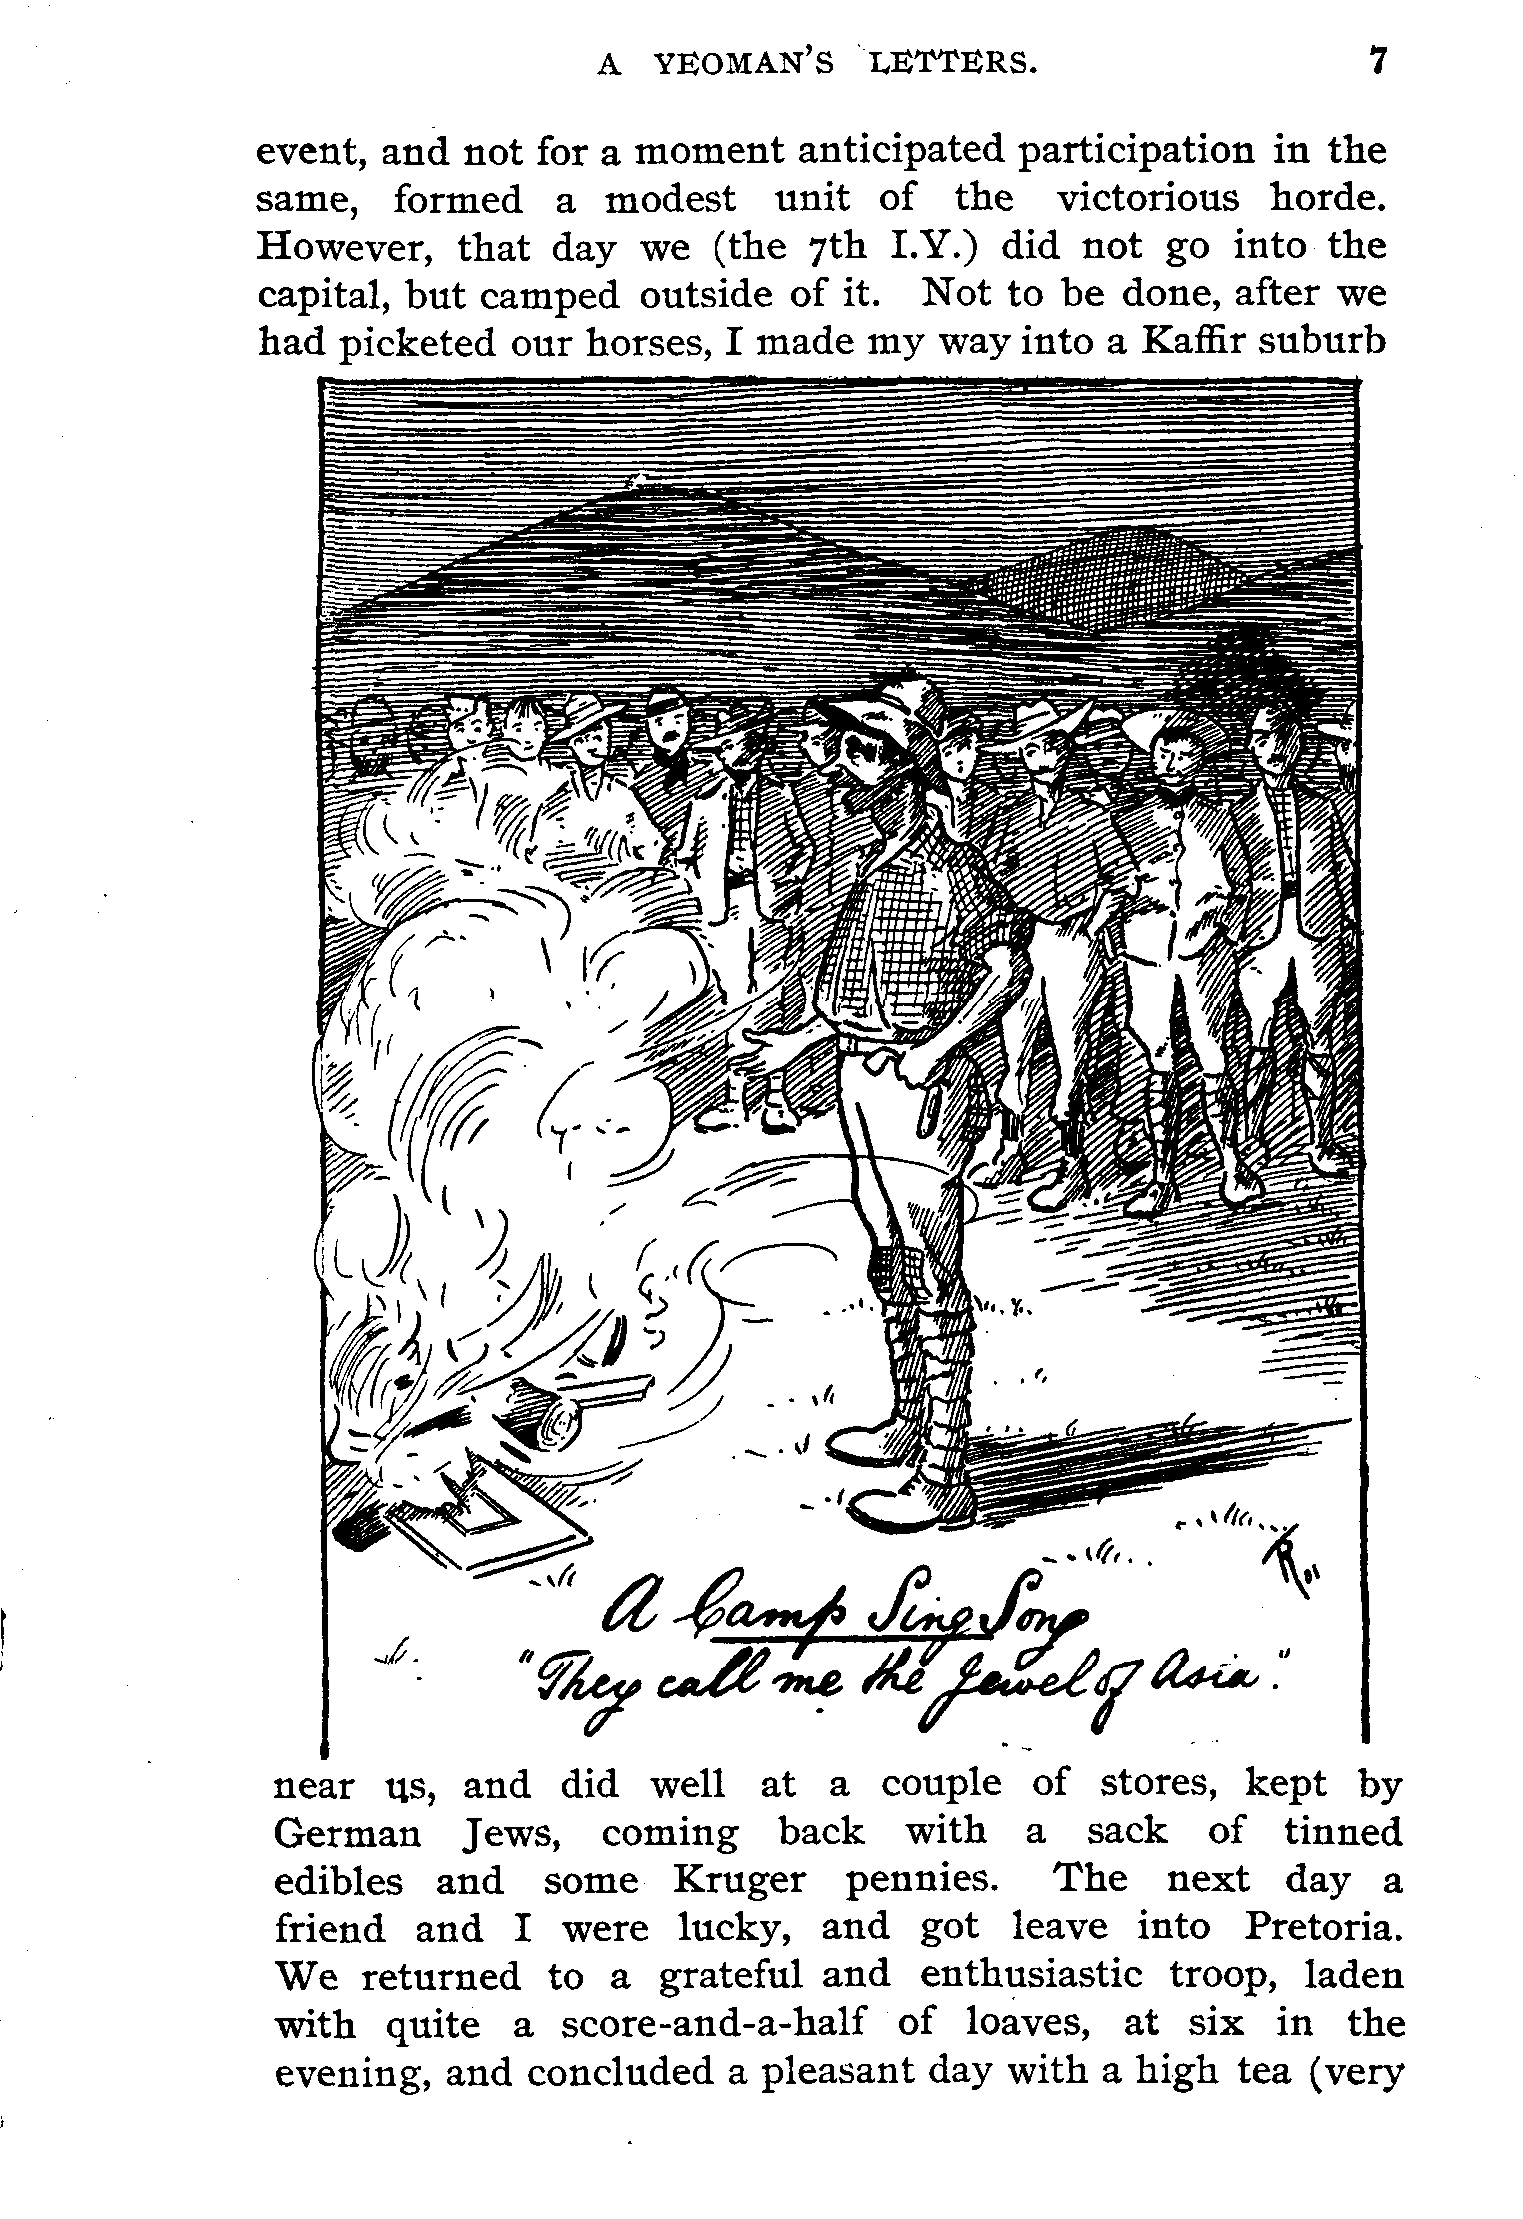 A YEOMAN'S LETTERS. 7
event, and not for a moment anticipated participation in the
same, formed a modest unit of the victorious horde.
However, that day we (the 7th I.Y.) did not go into the
capital, but camped outside of it. Not to be done, after we
had picketed our horses, I made my way into a Kaffir suburb
R 01
A Camp Sing Song
"They call me the Jewel of Asia."
near us, and did well at a couple of stores, kept by
German Jews, coming back with a sack of tinned
edibles and some Kruger pennies. The next day a
friend and I were lucky, and got leave into Pretoria.
We returned to a grateful and enthusiastic troop, laden
with quite a score-and-a-half of loaves, at six in the
evening, and concluded a pleasant day with a high tea (very